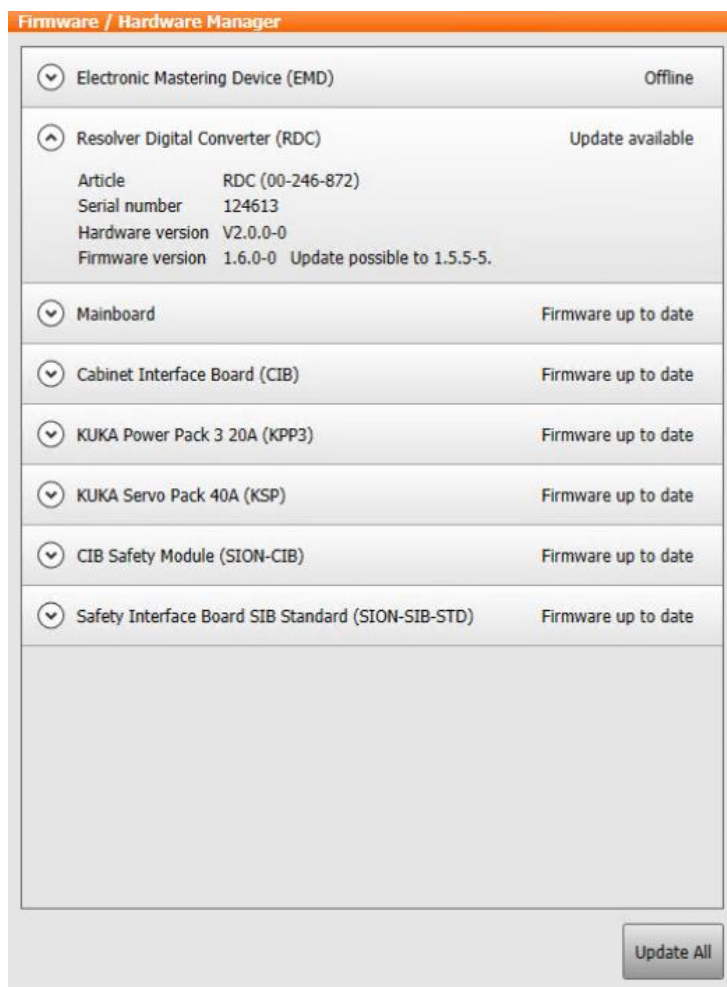 Firmware / Hardware Manager
Electronic Mastering Device (EMD) Offline
Resolver Digital Converter (RDC) Update available
Article RDC (00-246-872)
Serial number 124613
Hardware version V2.0.0-0
Firmware version 1.6.0-0 Update possible to 1.5.5-5.
Mainboard Firmware up to date
Cabinet Interface Board (CIB) Firmware up to date
KUKA Power Pack 3 20A (KPP3) Firmware up to date
KUKA Servo Pack 40A (KSP) Firmware up to date
CIB Safety Module (SION-CIB) Firmware up to date
Safety Interface Board SIB Standard (SION-SIB-STD) Firmware up to date
Update All